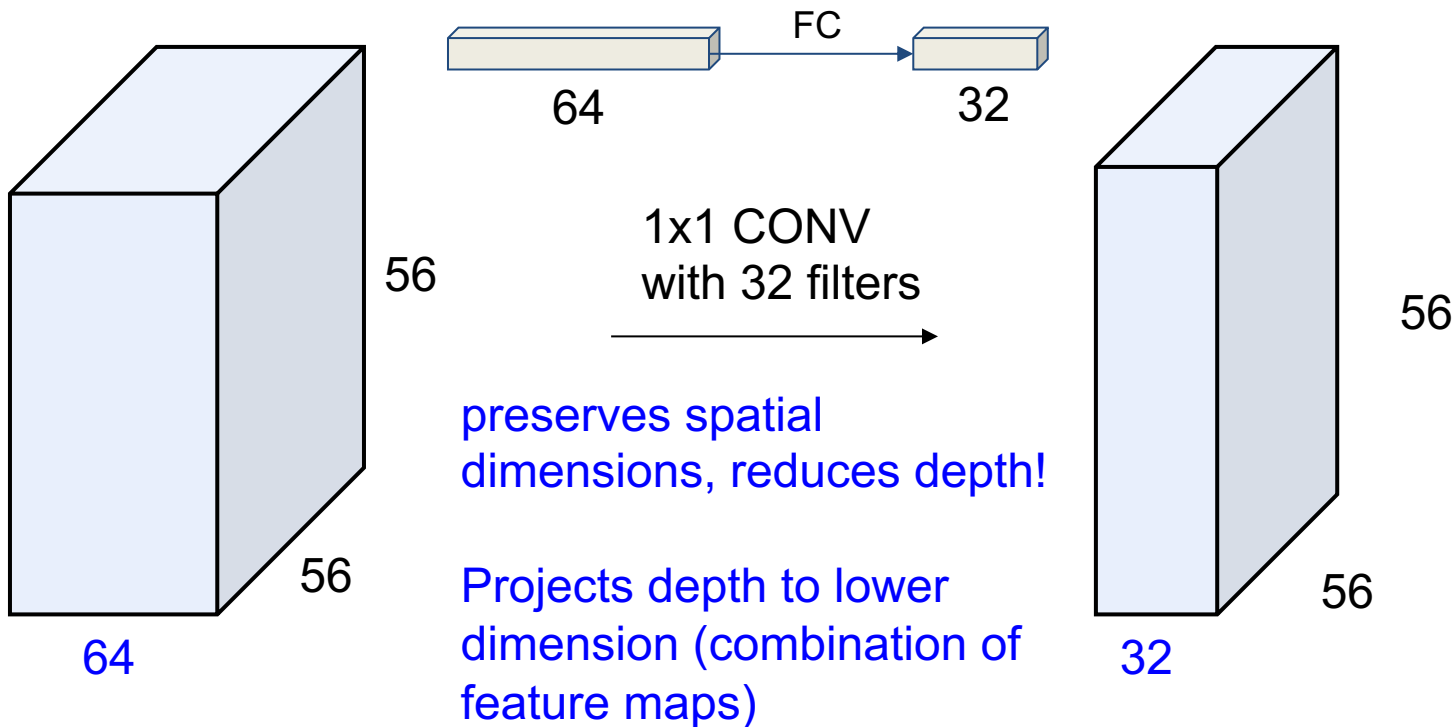 FC
64
32
1x1 CONV
with 32 filters
56
56
64
preserves spatial
dimensions, reduces depth!
Projects depth to lower
dimension (combination of
feature maps)
56
56
32